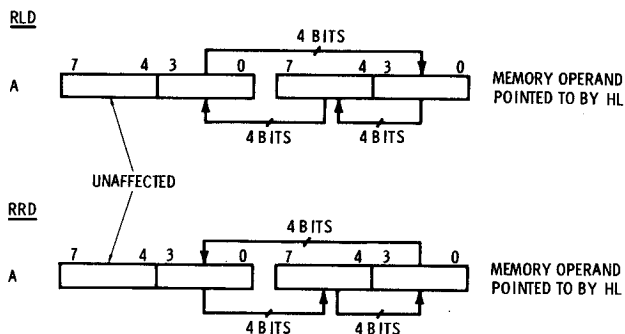 RLD
4 BITS
7 4 3 0 7 4 3 0
A MEMORY OPERAND
POINTED TO BY HL
4 BITS 4 BITS
UNAFFECTED
RRD
4 BITS
7 4 3 0 7 4 3 0
A MEMORY OPERAND
POINTED TO BY HL
4 BITS 4 BITS